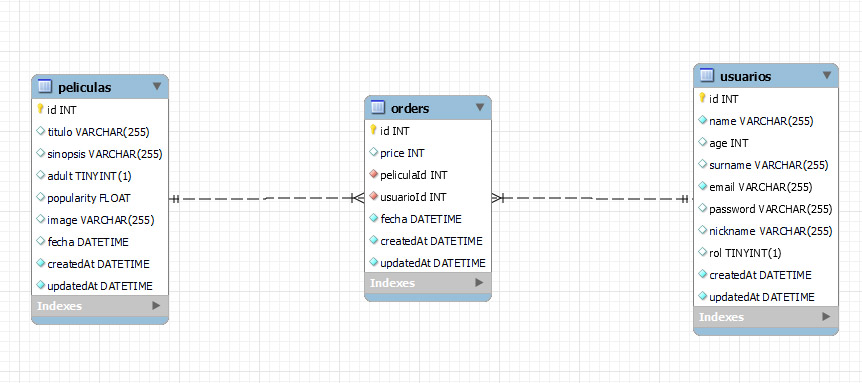 peliculas
id INT
titulo VARCHAR(255)
sinopsis VARCHAR(255)
adult TINYINT(1)
popularity FLOAT
image VARCHAR(255)
fecha DATETIME
createdAt DATETIME
updatedAt DATETIME
Indexes
orders
id INT
price INT
peliculaId INT
usuarioId INT
fecha DATETIME
createdAt DATETIME
updatedAt DATETIME
Indexes
usuarios
id INT
name VARCHAR(255)
age INT
surname VARCHAR(255)
email VARCHAR(255)
password VARCHAR(255)
nickname VARCHAR(255)
rol TINYINT(1)
createdAt DATETIME
updatedAt DATETIME
Indexes